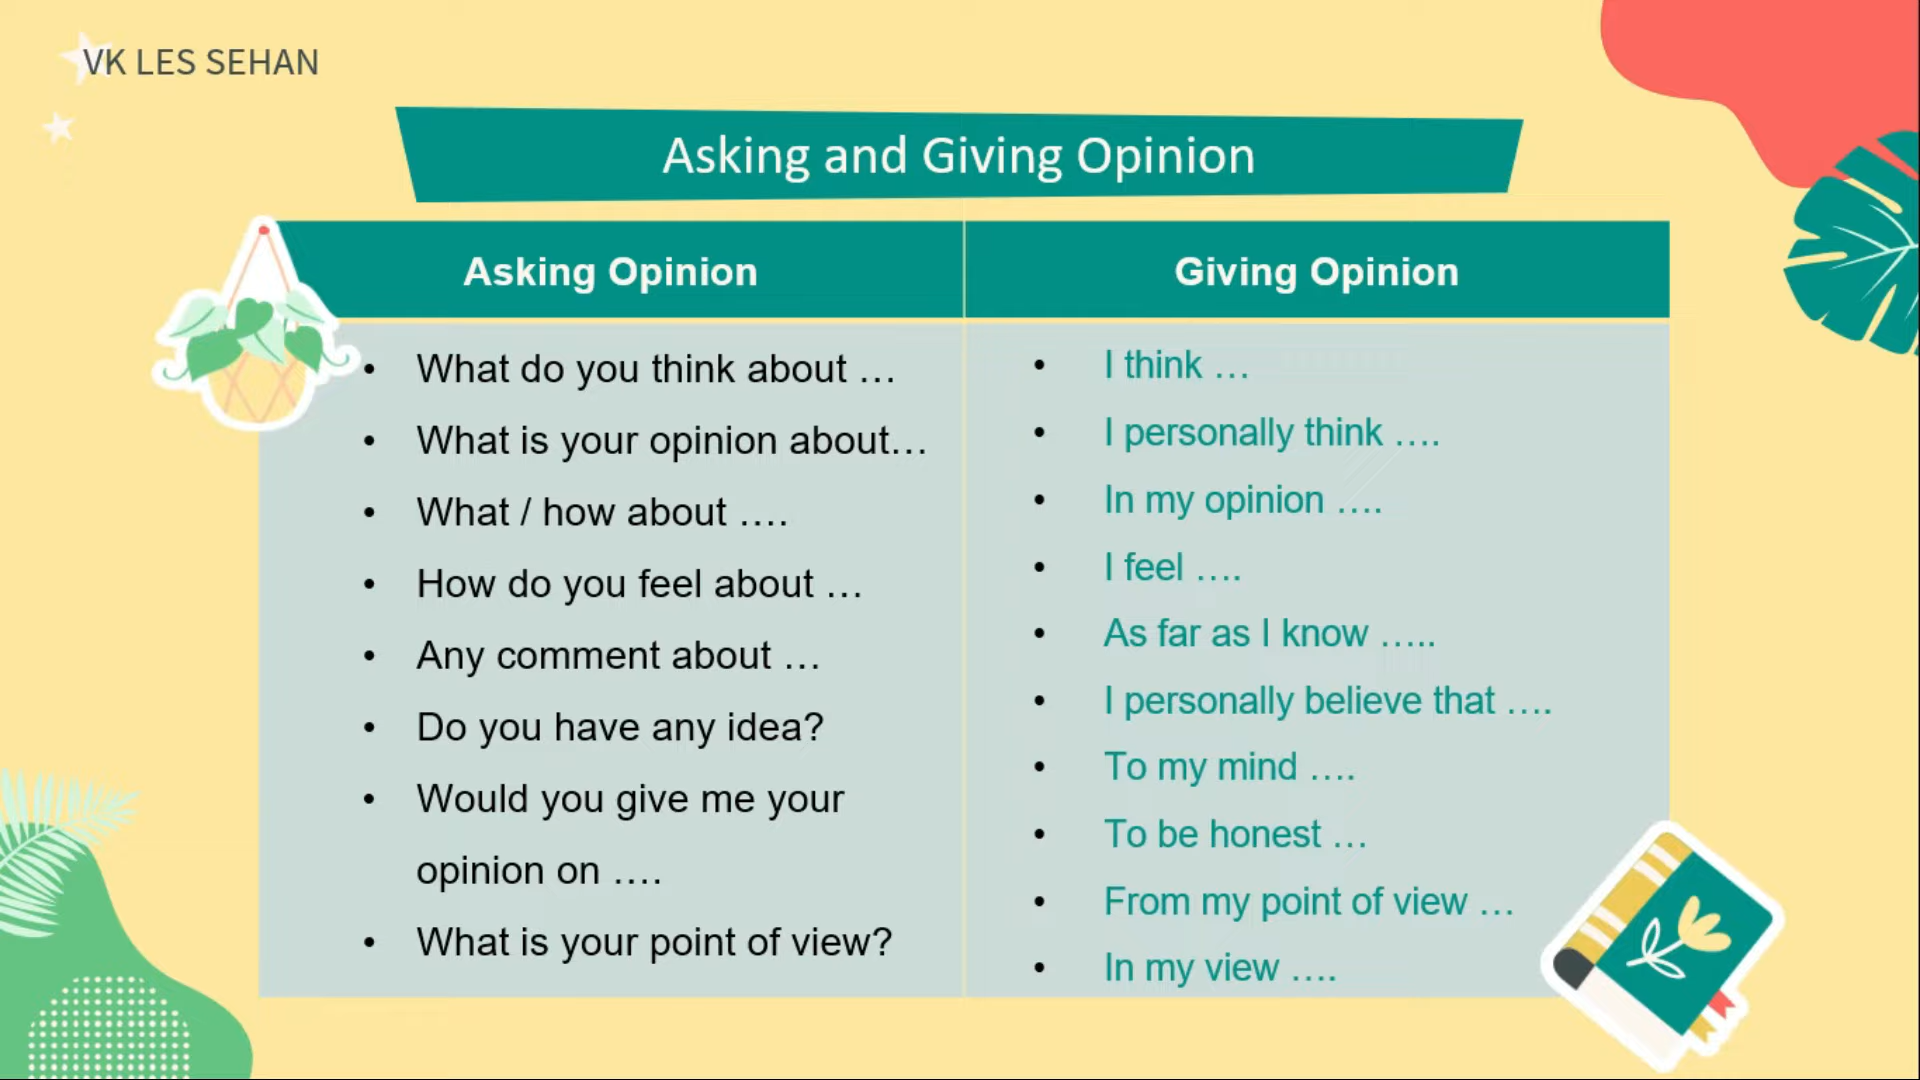 VK LES SEHAN
Asking and Giving Opinion
Asking Opinion
• What do you think about …
• What is your opinion about…
• What / how about ….
• How do you feel about …
• Any comment about …
• Do you have any idea?
• Would you give me your
opinion on ….
• What is your point of view?
Giving Opinion
• I think …
• I personally think ….
• In my opinion ….
• I feel ….
• As far as I know …..
• I personally believe that ….
• To my mind ….
• To be honest …
• From my point of view …
• In my view ….